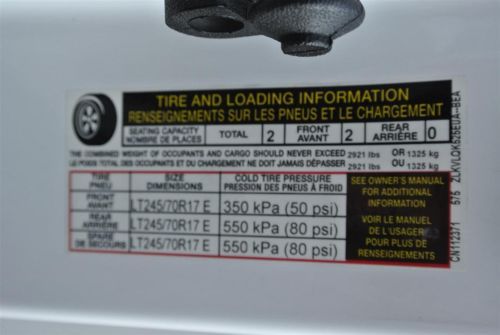 TIRE AND LOADING INFORMATION
RENSEIGNEMENTS SUR LES PNEUS ET LE CHARGEMENT
SEATING CAPACITY
NOMBRE DE PLACES
TOTAL 2
FRONT
AVANT
2
REAR
ARRIÈRE
0
THE COMBINED WEIGHT OF OCCUPANTS AND CARGO SHOULD NEVER EXCEED 2921 lbs OR 1325 kg
LE POIDS TOTAL DES OCCUPANTS ET DU CHARGEMENT NE DOIT JAMAIS DÉPASSER 2921 lbs OU 1325 kg
TIRE
PNEU
SIZE
DIMENSIONS
COLD TIRE PRESSURE
PRESSION DES PNEUS À FROID
FRONT
AVANT
LT245/70R17 E
350 kPa (50 psi)
REAR
ARRIÈRE
LT245/70R17 E
550 kPa (80 psi)
SPARE
DE SECOURS
LT245/70R17 E
550 kPa (80 psi)
SEE OWNER'S MANUAL
FOR ADDITIONAL
INFORMATION
VOIR LE MANUEL
DE L'USAGER
POUR PLUS DE
RENSEIGNEMENTS
CN112371 575